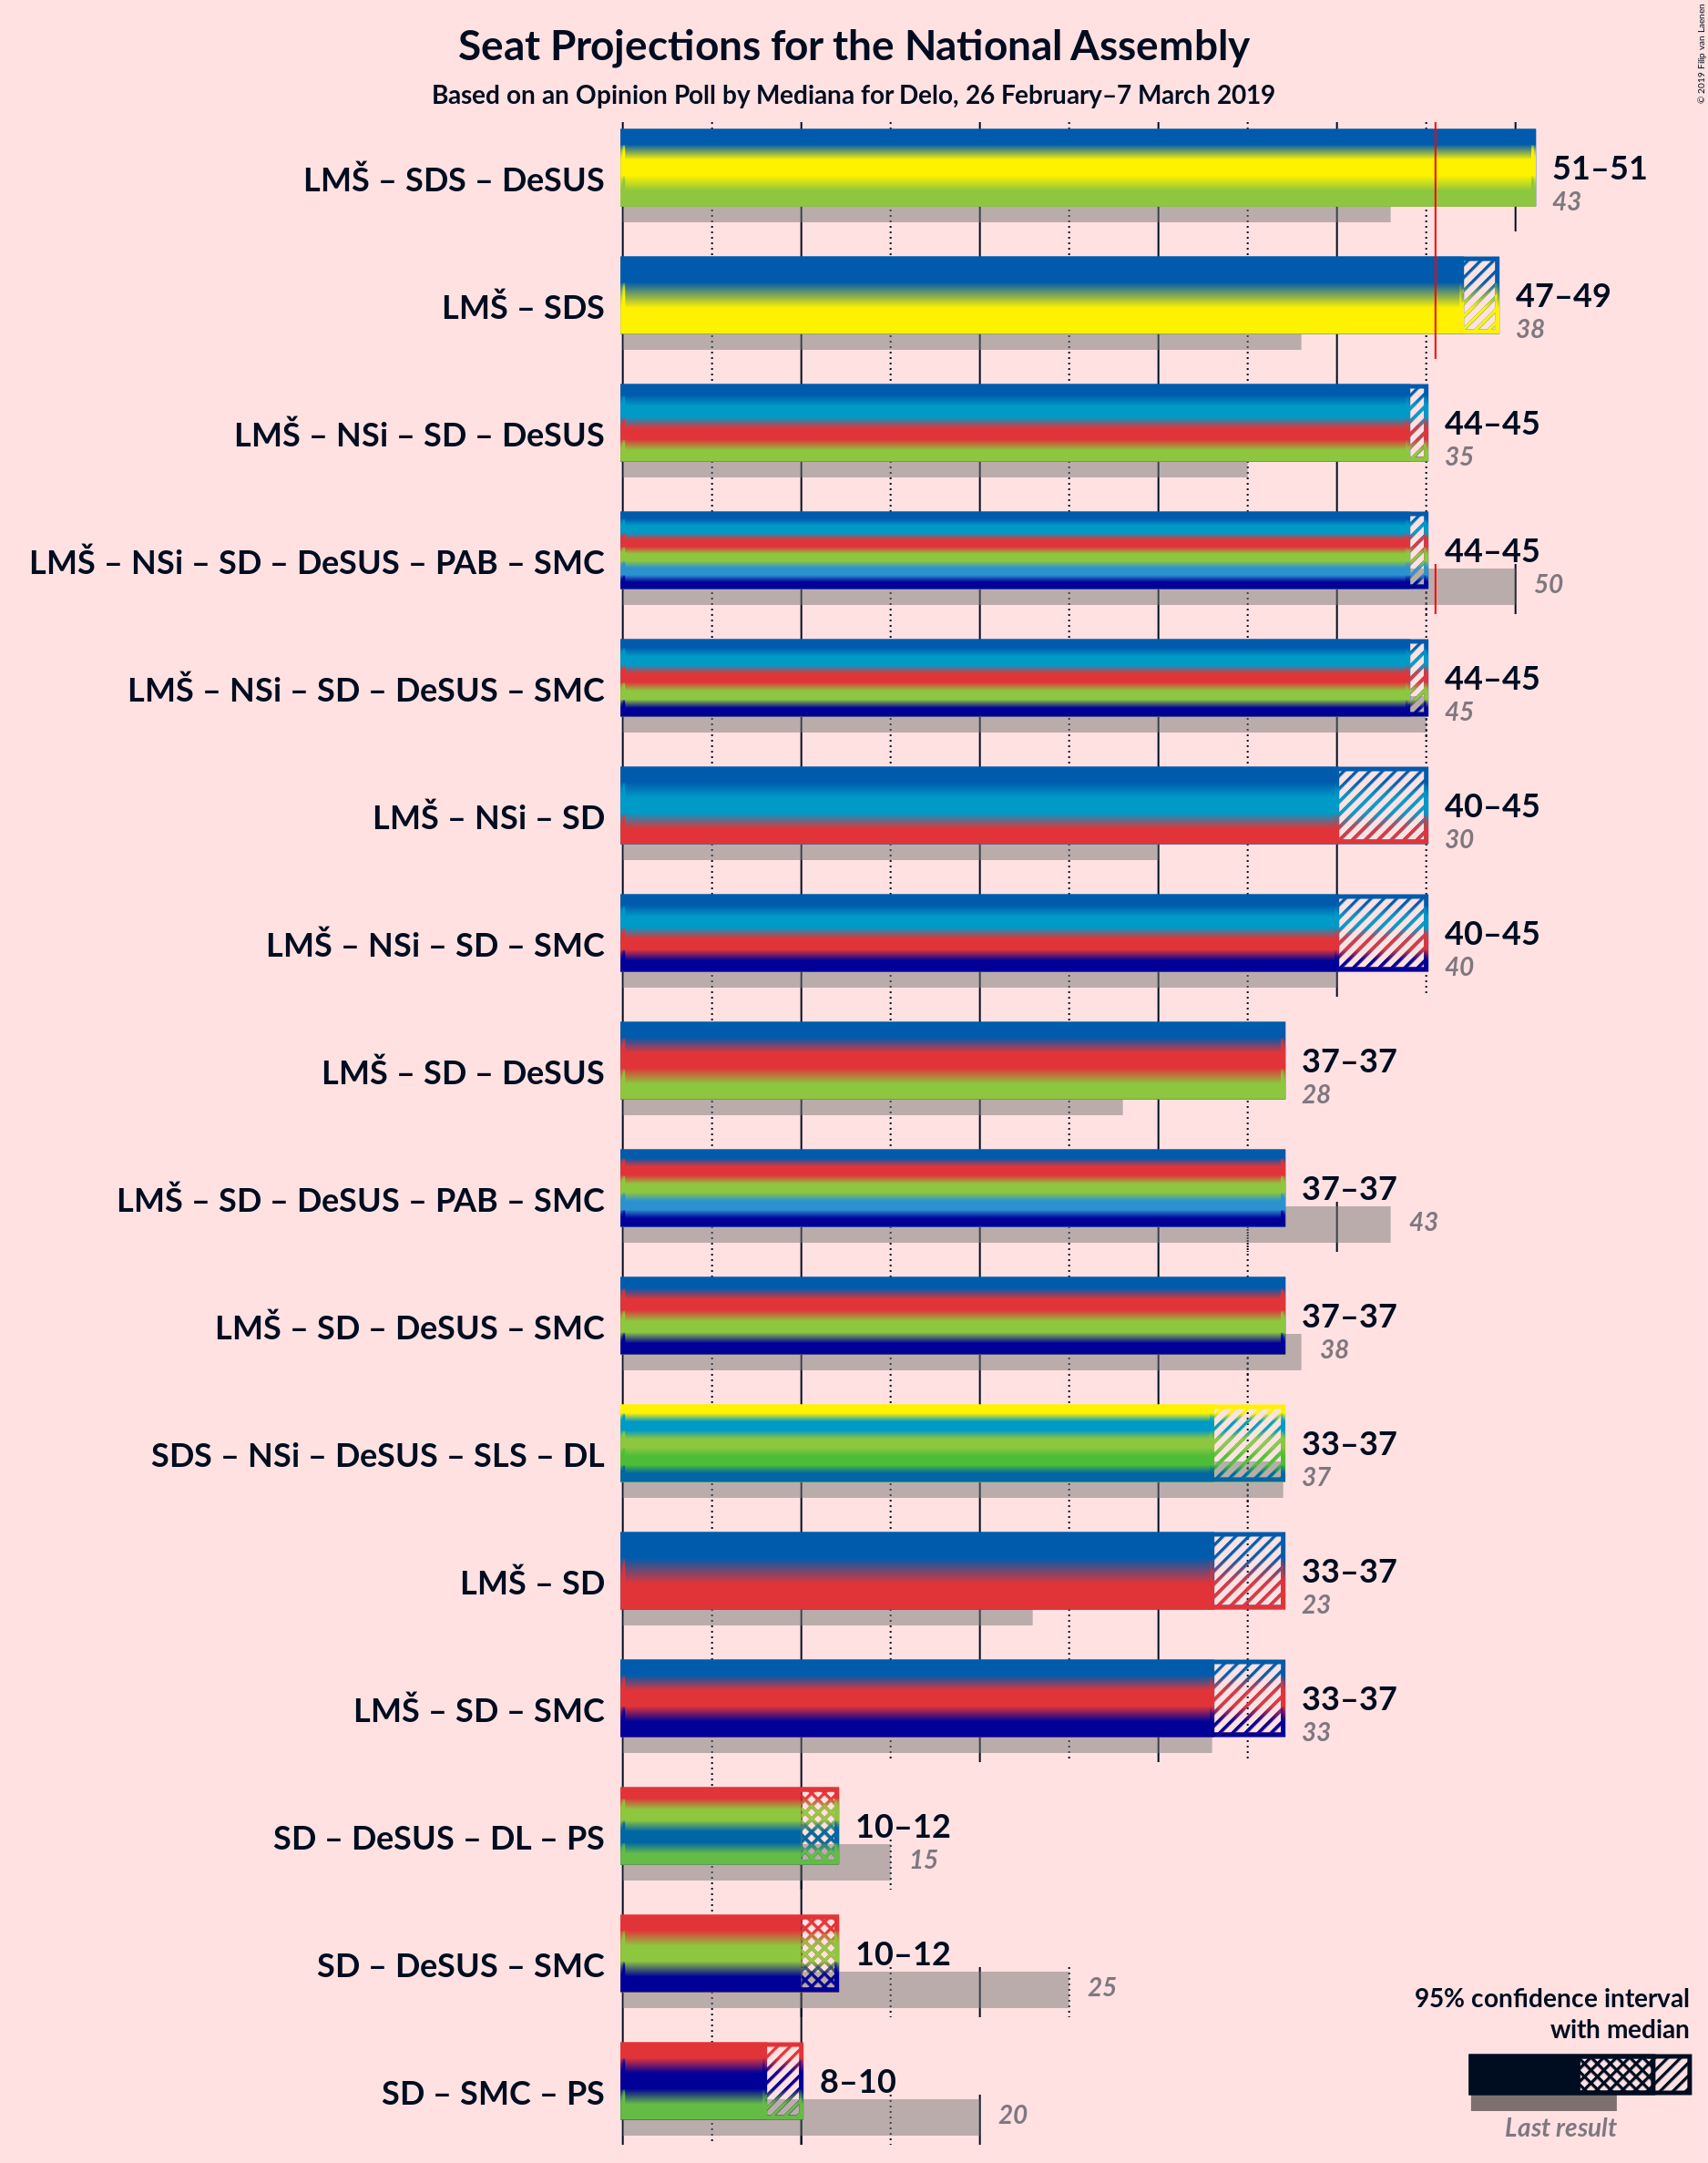 Seat Projections for the National Assembly
Based on an Opinion Poll by Mediana for Delo, 26 February–7 March 2019
© 2019 Filip van Laenen
LMŠ – SDS – DeSUS
51–51
43
LMŠ – SDS
47–49
38
LMŠ – NSi – SD – DeSUS
44–45
35
LMŠ – NSi – SD – DeSUS – PAB – SMC
44–45
50
LMŠ – NSi – SD – DeSUS – SMC
44–45
45
LMŠ – NSi – SD
40–45
30
LMŠ – NSi – SD – SMC
40–45
40
LMŠ – SD – DeSUS
37–37
28
LMŠ – SD – DeSUS – PAB – SMC
37–37
43
LMŠ – SD – DeSUS – SMC
37–37
38
SDS – NSi – DeSUS – SLS – DL
33–37
37
LMŠ – SD
33–37
23
LMŠ – SD – SMC
33–37
33
SD – DeSUS – DL – PS
10–12
15
SD – DeSUS – SMC
10–12
25
SD – SMC – PS
8–10
20
95% confidence interval
with median
Last result